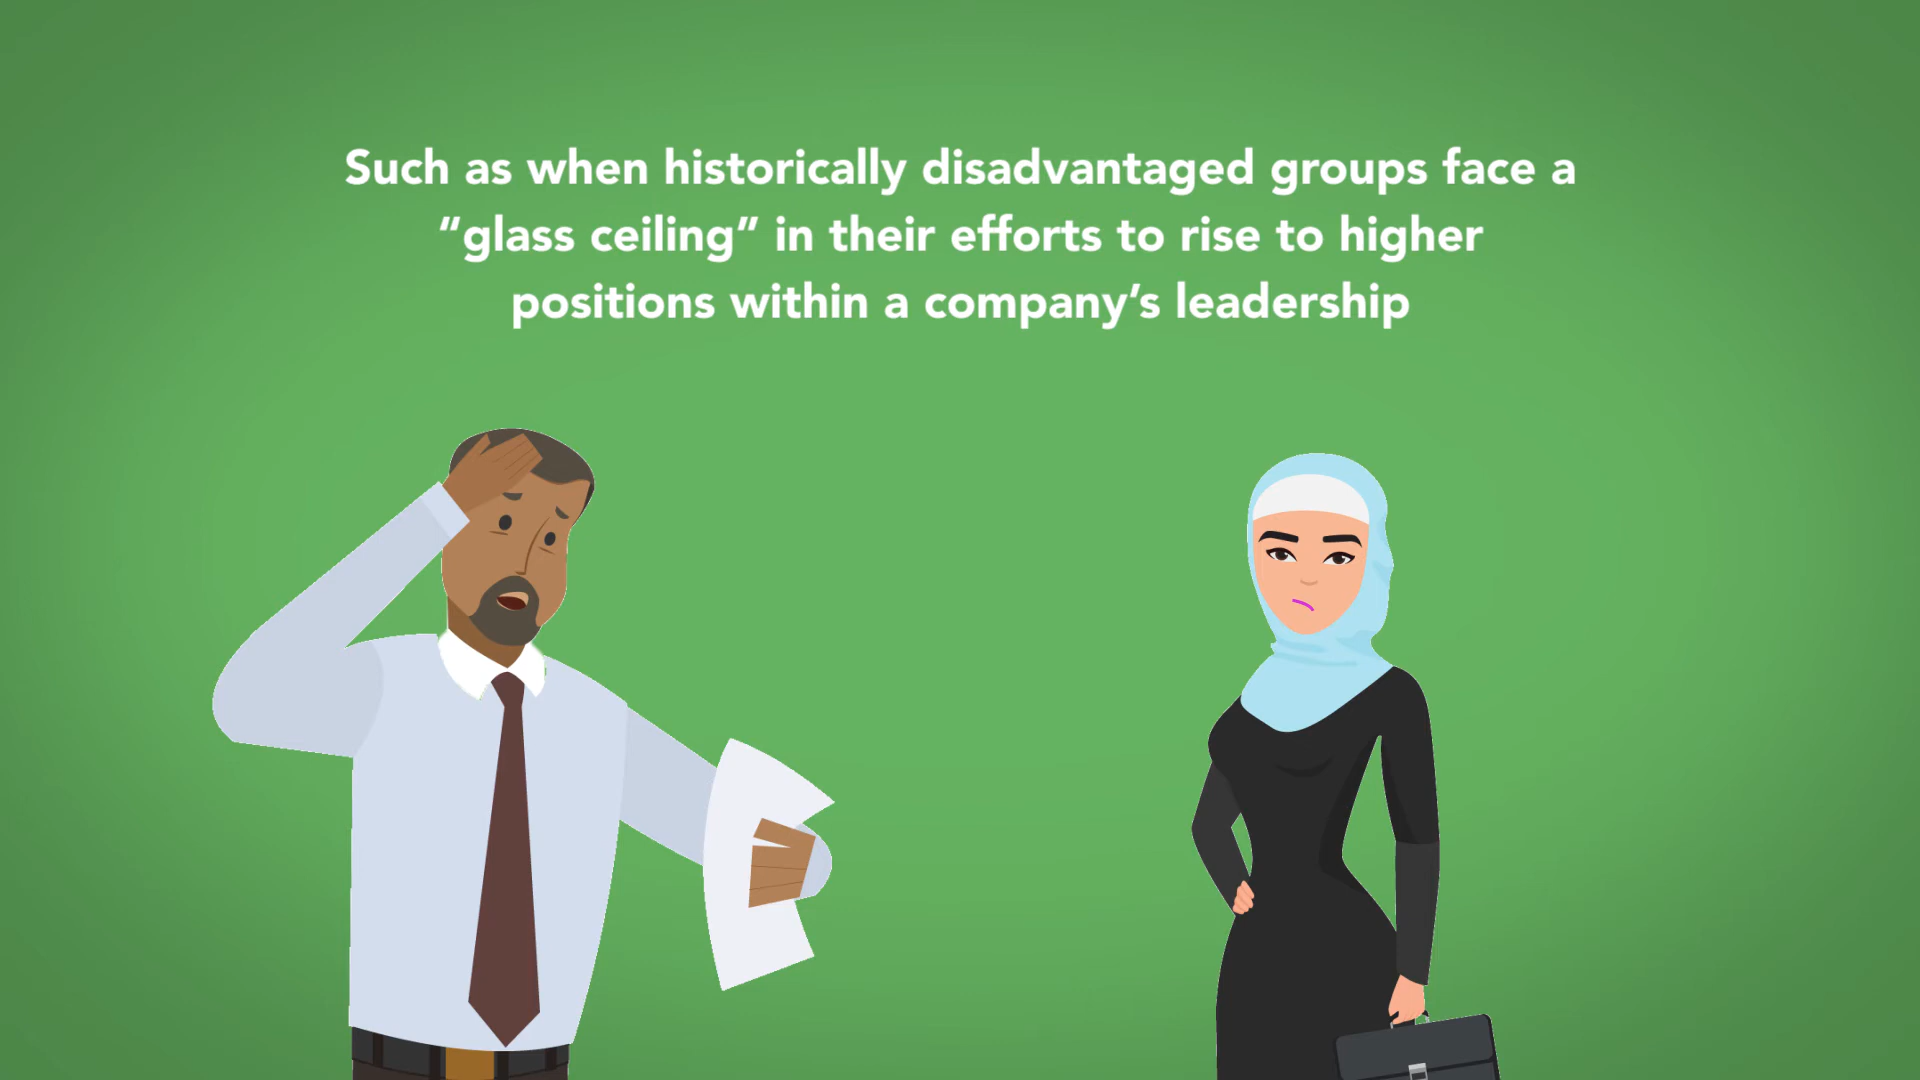 Such as when historically disadvantaged groups face a
“glass ceiling” in their efforts to rise to higher
positions within a company’s leadership